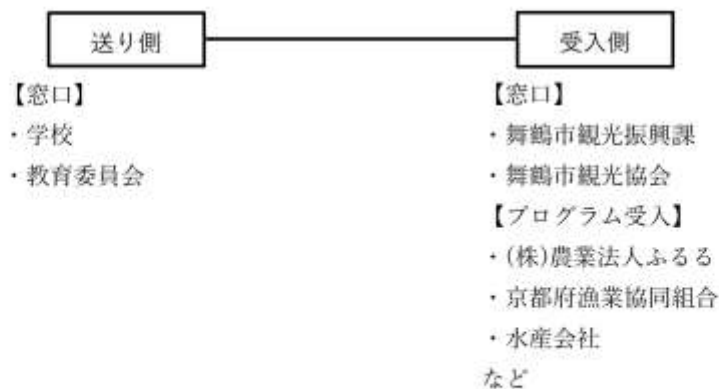 送り側
【窓口】
・学校
・教育委員会
受入側
【窓口】
・舞鶴市観光振興課
・舞鶴市観光協会
【プログラム受入】
・(株)農業法人ふるる
・京都府漁業協同組合
・水産会社
など